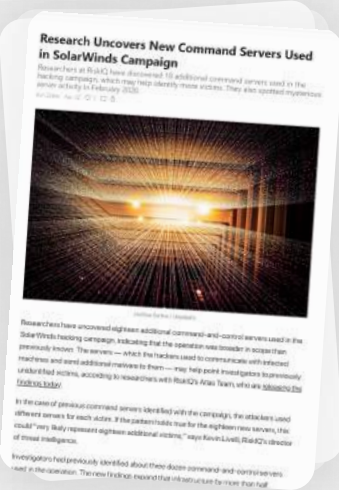 Research Uncovers New Command Servers Used
in SolarWinds Campaign
Researchers at RiskIQ have discovered 18 additional command servers used in the
hacking campaign, which may help identify more victims. They also spotted mysterious
server activity in February 2020.
Researchers have uncovered eighteen additional command-and-control servers used in the
SolarWinds hacking campaign, indicating that the operation was broader in scope than
previously known. The servers — which the hackers used to communicate with infected
machines and send additional malware to them — may help point investigators to previously
unidentified victims, according to researchers with RiskIQ's Atlas Team, who are releasing the
findings today.
In the case of previous command servers identified with the campaign, the attackers used
different servers for each victim. If the pattern holds true for the eighteen new servers, this
could "very likely represent eighteen additional victims," says Kevin Livelli, RiskIQ's director
of threat intelligence.
Investigators had previously identified about three dozen command-and-control servers
used in the operation. The new findings expand that infrastructure by more than half